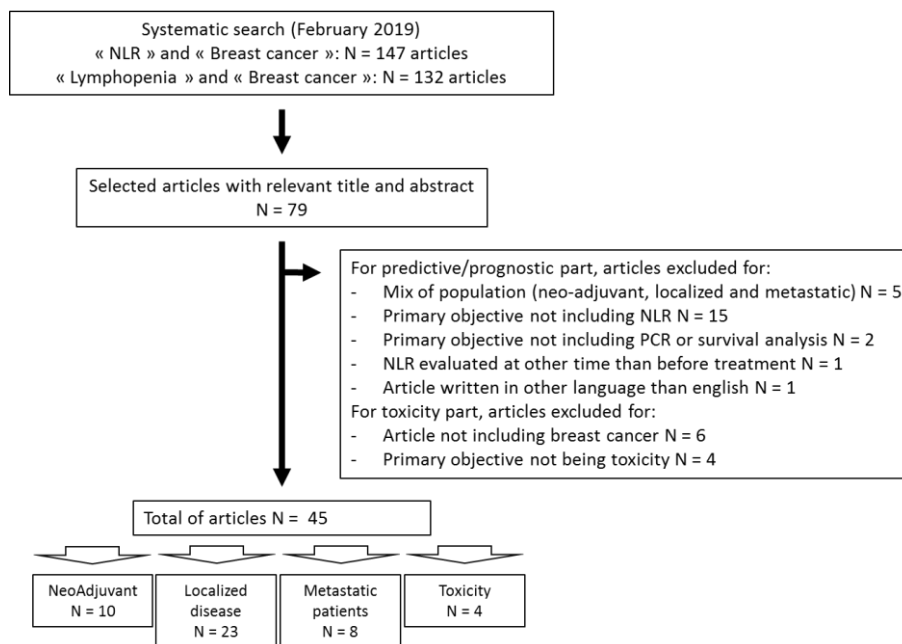 Systematic search (February 2019)
« NLR » and « Breast cancer »: N = 147 articles
« Lymphopenia » and « Breast cancer »: N = 132 articles
Selected articles with relevant title and abstract
N = 79
For predictive/prognostic part, articles excluded for:
- Mix of population (neo-adjuvant, localized and metastatic) N = 5
- Primary objective not including NLR N = 15
- Primary objective not including PCR or survival analysis N = 2
- NLR evaluated at other time than before treatment N = 1
- Article written in other language than english N = 1
For toxicity part, articles excluded for:
- Article not including breast cancer N = 6
- Primary objective not being toxicity N = 4
Total of articles N = 45
NeoAdjuvant
N = 10
Localized
disease
N = 23
Metastatic
patients
N = 8
Toxicity
N = 4